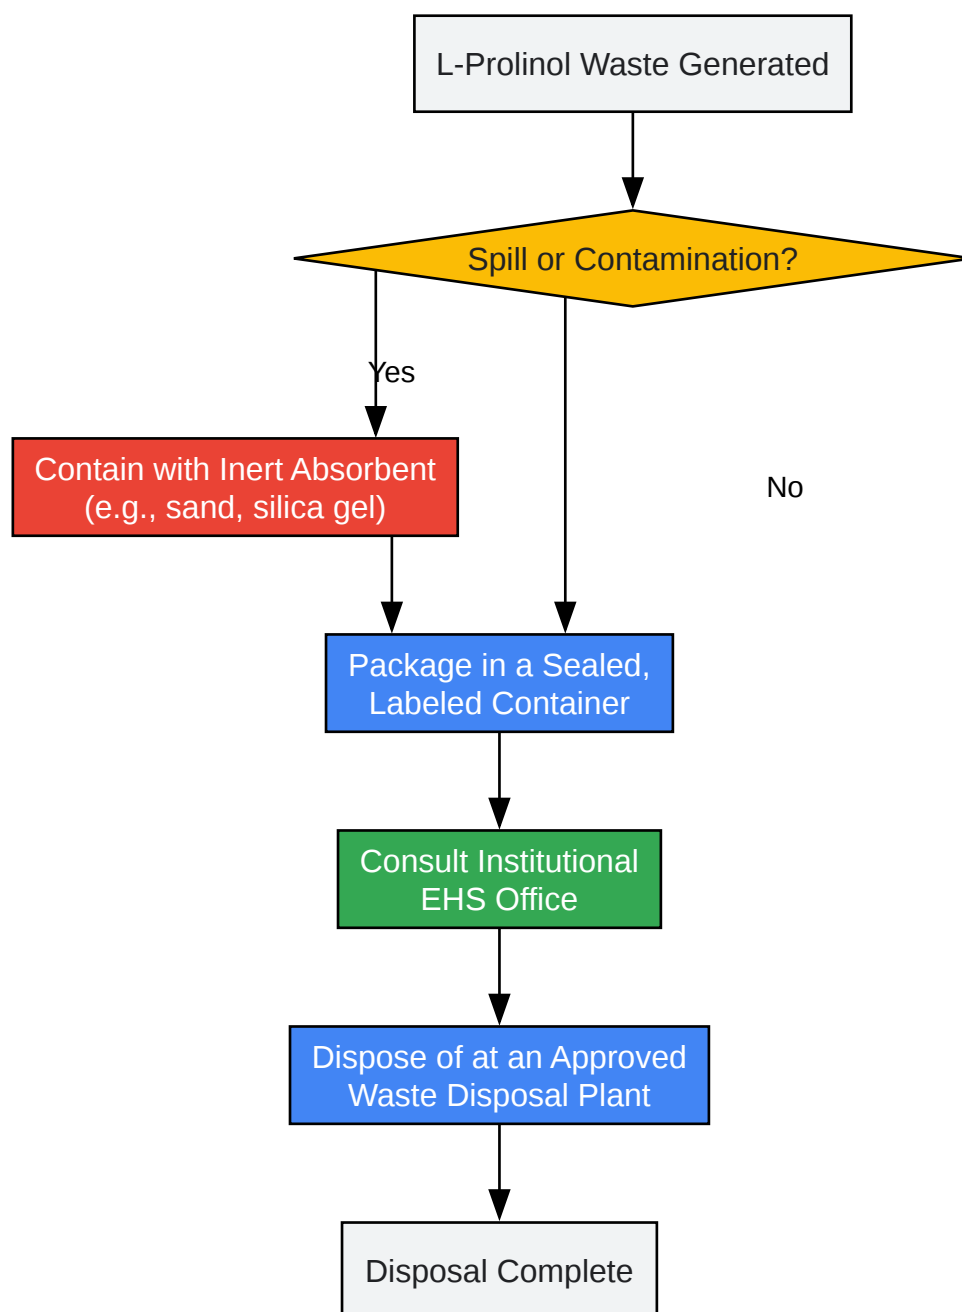 L-Prolinol Waste Generated
Spill or Contamination?
Yes
Contain with Inert Absorbent
(e.g., sand, silica gel)
No
Package in a Sealed,
Labeled Container
Consult Institutional
EHS Office
Dispose of at an Approved
Waste Disposal Plant
Disposal Complete